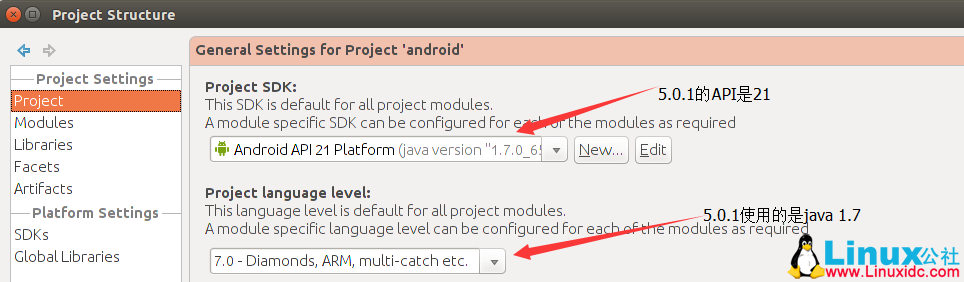 Project Structure
Project Settings
Project
Modules
Libraries
Facets
Artifacts
Platform Settings
SDKs
Global Libraries
General Settings for Project 'android'
Project SDK:
This SDK is default for all project modules.
A module specific SDK can be configured for each of the modules as required
Android API 21 Platform (java version "1.7.0_65
New...
Edit
5.0.1的API是21
Project language level:
This language level is default for all project modules.
A module specific language level can be configured for each of the modules as required
7.0 - Diamonds, ARM, multi-catch etc.
5.0.1使用的是java 1.7
Linux公社
www.Linuxidc.com